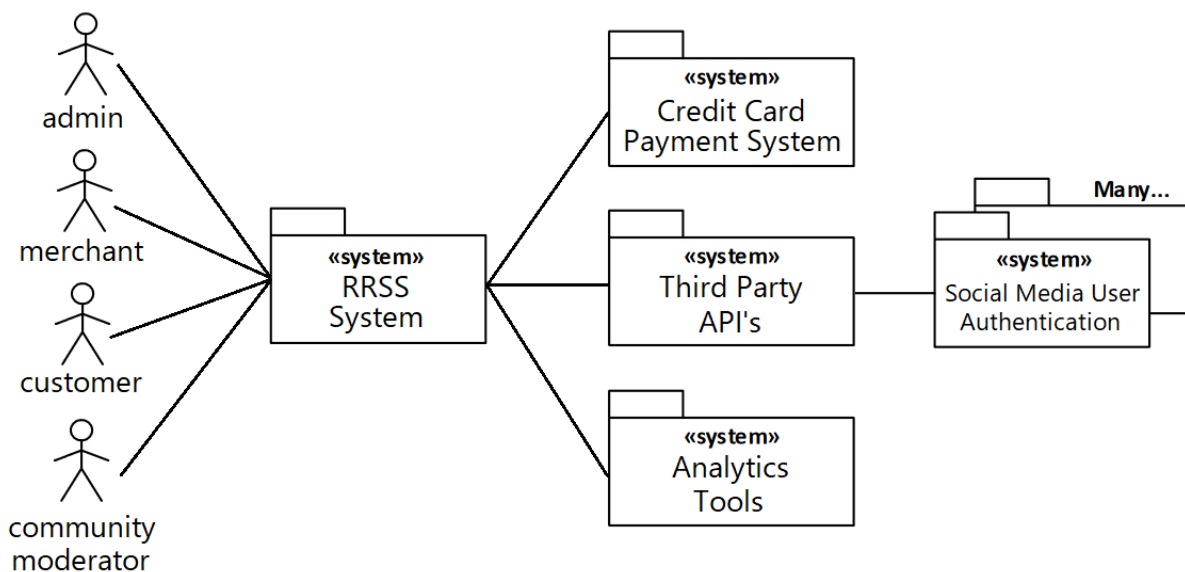 admin
merchant
customer
community
moderator
«system»
RRSS
System
«system»
Credit Card
Payment System
«system»
Third Party
API's
«system»
Analytics
Tools
Many...
«system»
Social Media User
Authentication